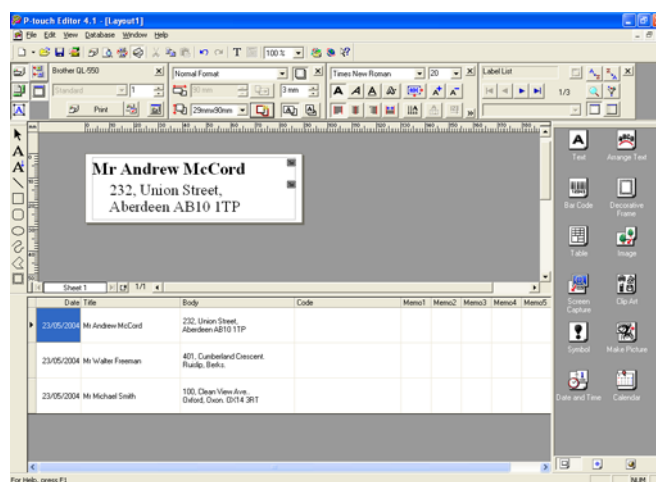 P-touch Editor 4.1 - [Layout1]
File Edit View Database Window Help
100 %
Brother QL-550
Normal Format
Times New Roman
20
Label List
Standard
1
90 mm
3 mm
1/3
Print
29mmx90mm
Mr Andrew McCord
232, Union Street,
Aberdeen AB10 1TP
Text
Arrange Text
Bar Code
Decorative Frame
Table
Image
Screen Capture
Clip Art
Symbol
Make Picture
Date and Time
Calendar
Sheet 1
1/1
Date Title Body Code Memo1 Memo2 Memo3 Memo4 Memo5
23/05/2004 Mr Andrew McCord 232, Union Street,
Aberdeen AB10 1TP
23/05/2004 Mr Walter Freeman 401, Cumberland Crescent.
Ruislip, Berks.
23/05/2004 Mr Michael Smith 100, Clean View Ave..
Oxford, Oxon. OX14 3RT
For Help, press F1
NUM